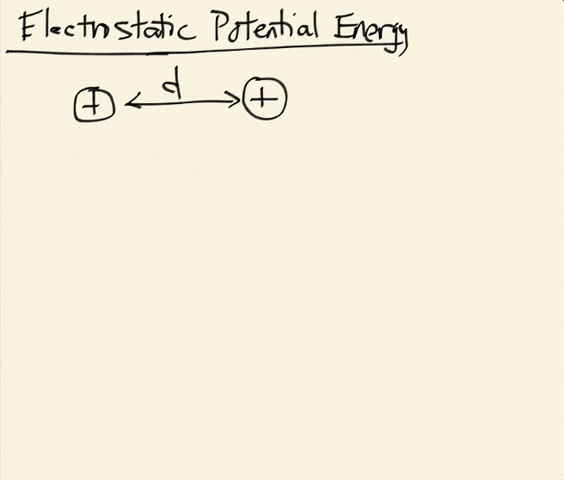 Electrostatic Potential Energy
+ d +